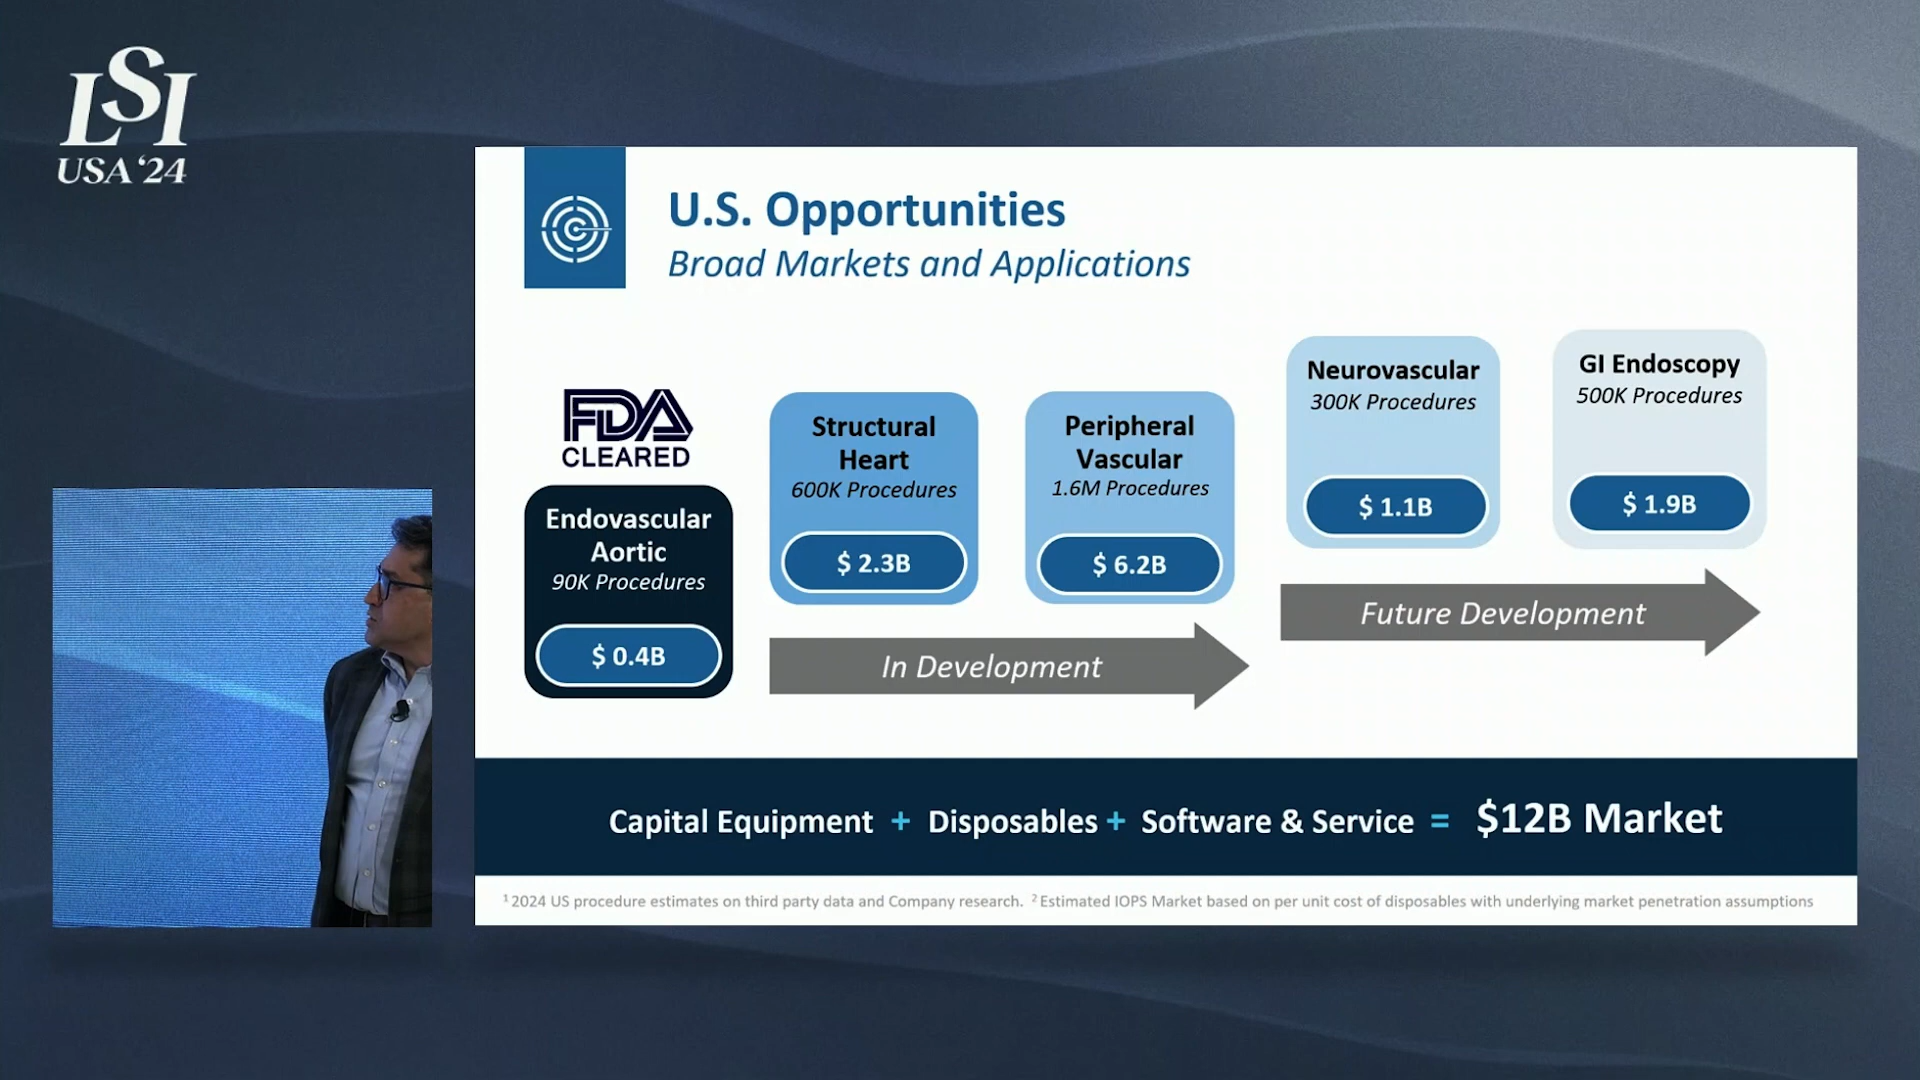 LSI
USA ‘24
U.S. Opportunities
Broad Markets and Applications
FDA
CLEARED
Endovascular
Aortic
90K Procedures
$ 0.4B
Structural
Heart
600K Procedures
$ 2.3B
Peripheral
Vascular
1.6M Procedures
$ 6.2B
In Development
Neurovascular
300K Procedures
$ 1.1B
GI Endoscopy
500K Procedures
$ 1.9B
Future Development
Capital Equipment + Disposables + Software & Service = $12B Market
¹ 2024 US procedure estimates on third party data and Company research. ² Estimated IOPS Market based on per unit cost of disposables with underlying market penetration assumptions